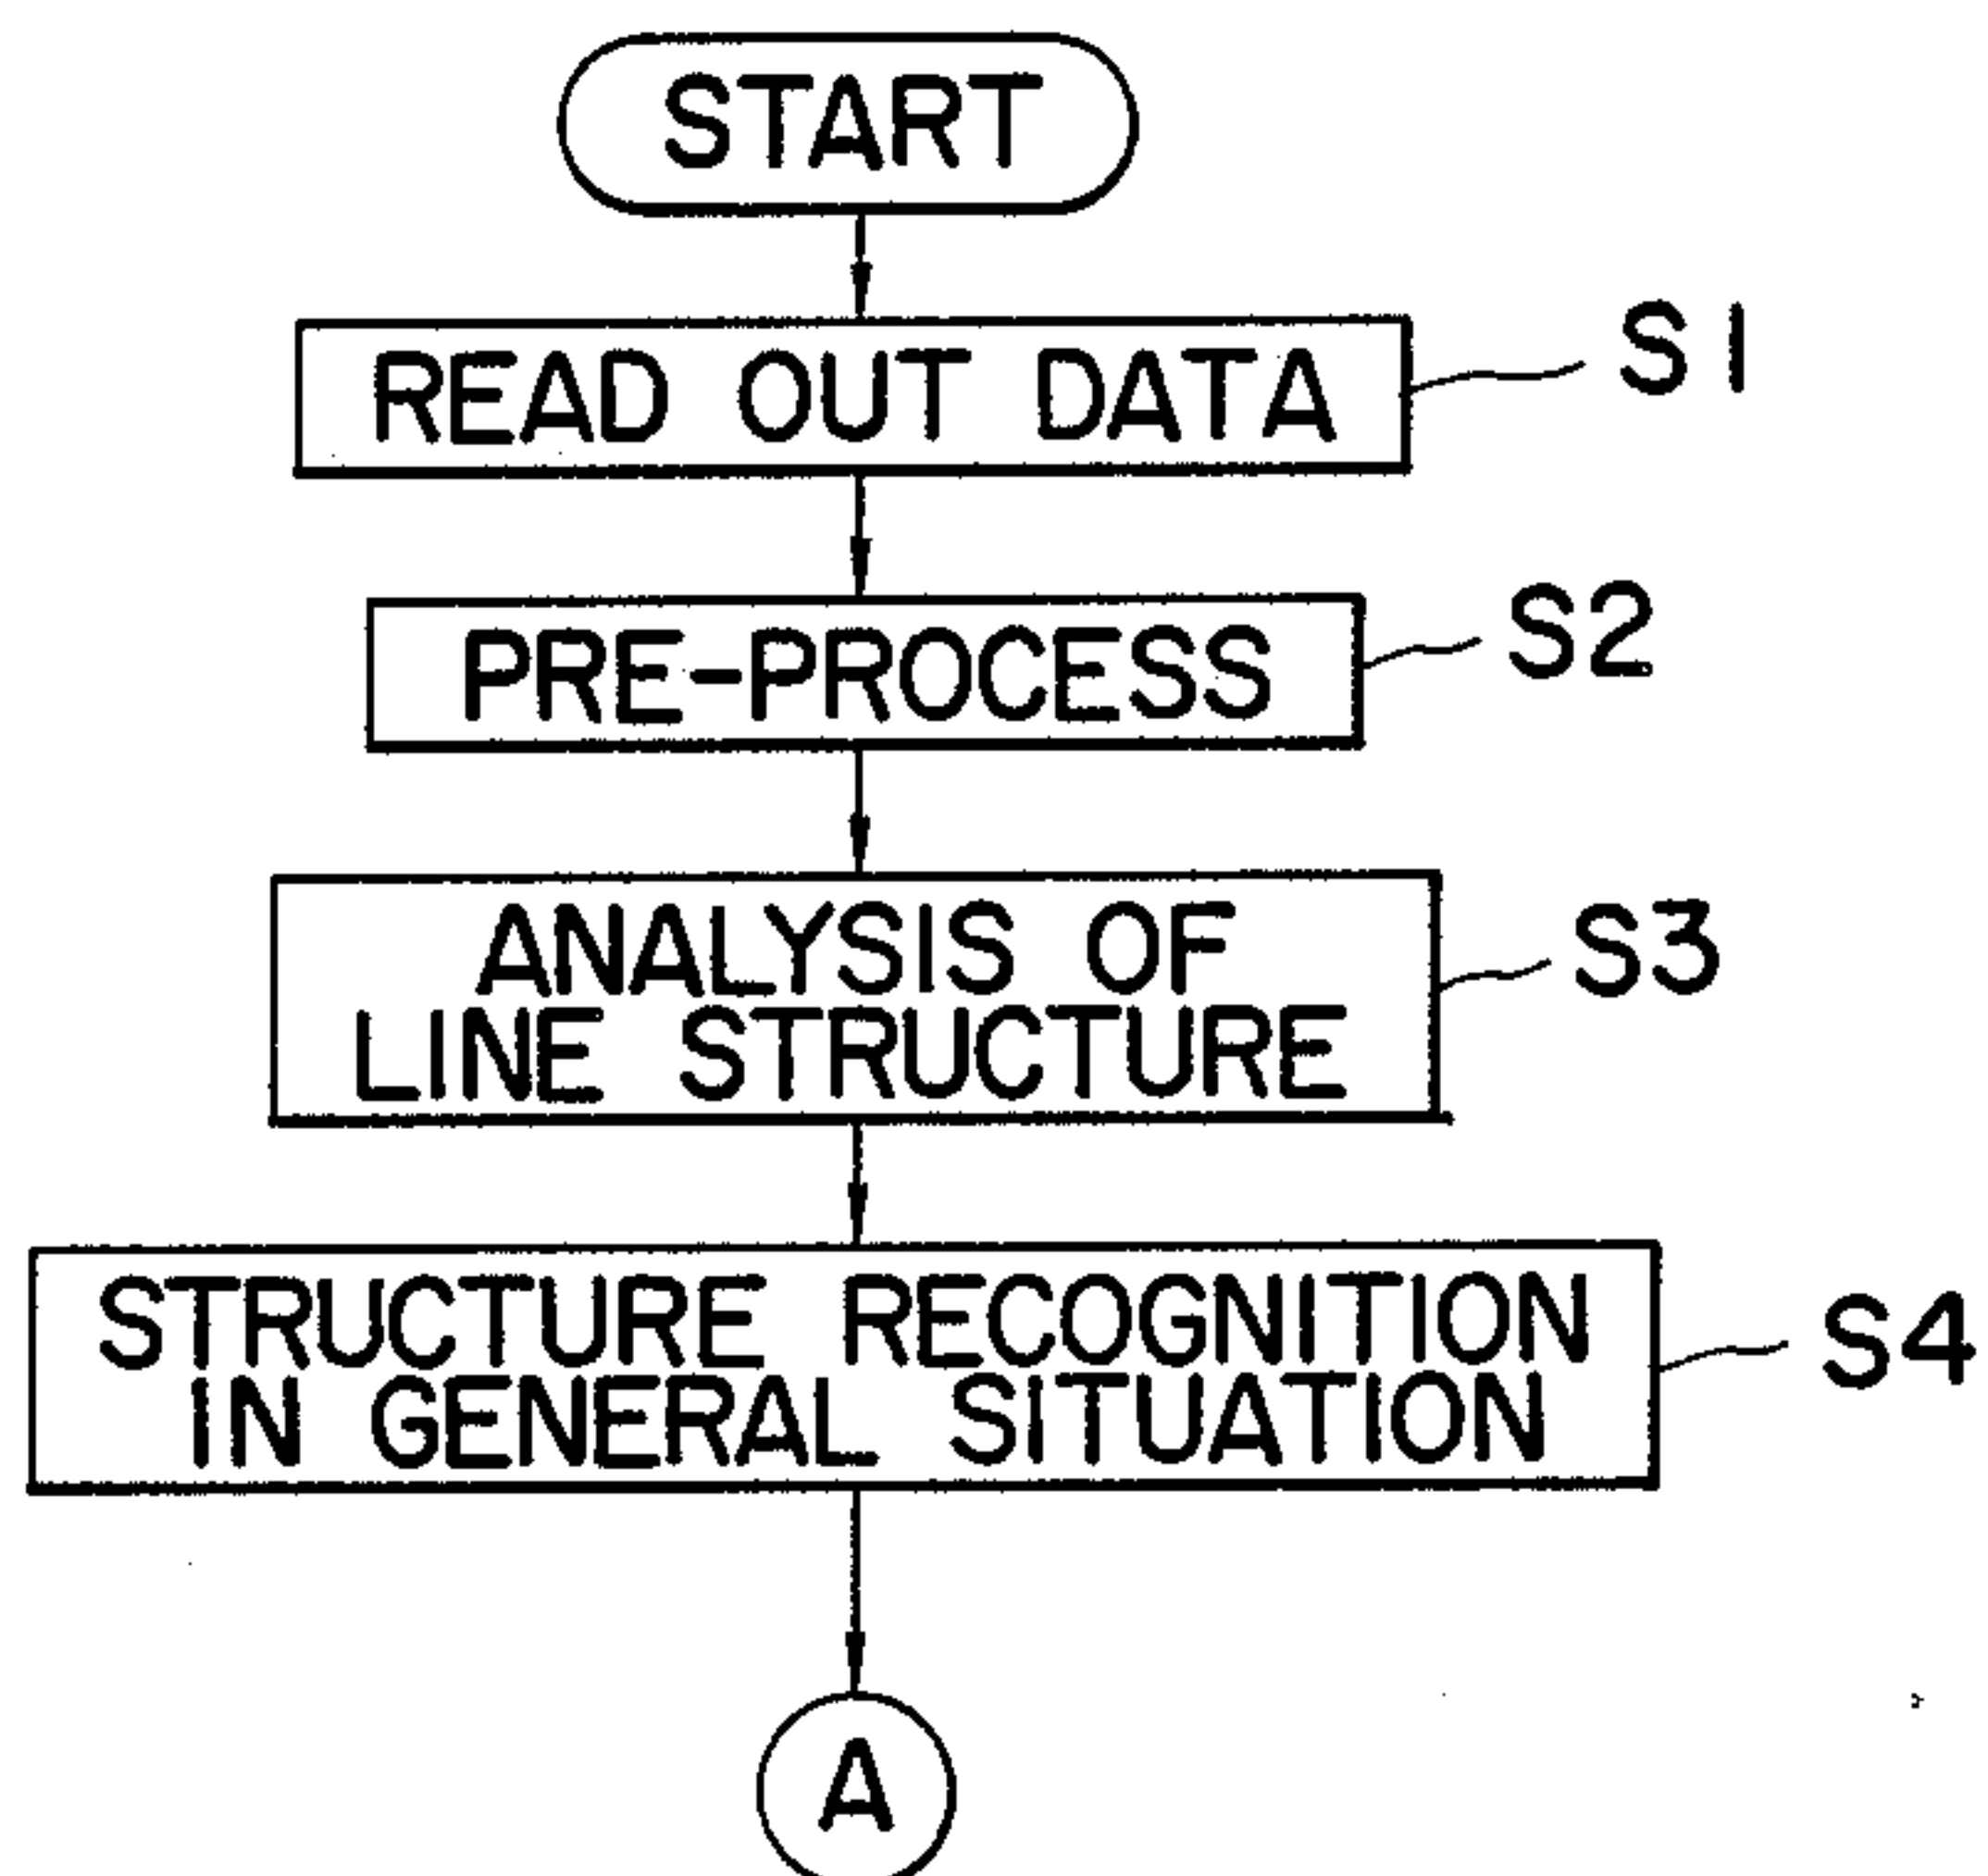 START
READ OUT DATA
S1
PRE-PROCESS
S2
ANALYSIS OF
LINE STRUCTURE
S3
STRUCTURE RECOGNITION
IN GENERAL SITUATION
S4
A